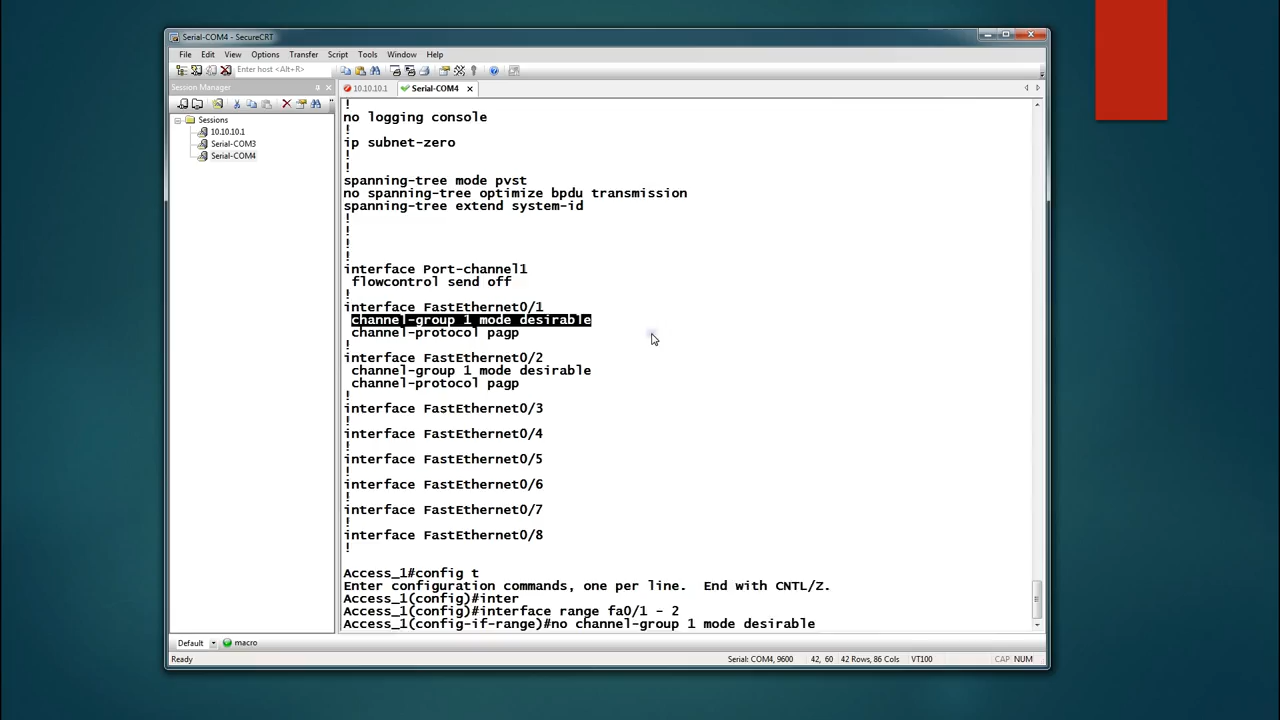 Serial-COM4 - SecureCRT
File Edit View Options Transfer Script Tools Window Help
Enter host <Alt+R>
Session Manager
10.10.10.1 Serial-COM4
Sessions
10.10.10.1
Serial-COM3
Serial-COM4
!
no logging console
!
ip subnet-zero
!
!
spanning-tree mode pvst
no spanning-tree optimize bpdu transmission
spanning-tree extend system-id
!
!
!
!
interface Port-channel1
flowcontrol send off
!
interface FastEthernet0/1
channel-group 1 mode desirable
channel-protocol pagp
!
interface FastEthernet0/2
channel-group 1 mode desirable
channel-protocol pagp
!
interface FastEthernet0/3
!
interface FastEthernet0/4
!
interface FastEthernet0/5
!
interface FastEthernet0/6
!
interface FastEthernet0/7
!
interface FastEthernet0/8
!
Access_1#config t
Enter configuration commands, one per line. End with CNTL/Z.
Access_1(config)#inter
Access_1(config)#interface range fa0/1 - 2
Access_1(config-if-range)#no channel-group 1 mode desirable
Default macro
Ready Serial: COM4, 9600 42, 60 42 Rows, 86 Cols VT100 CAP NUM